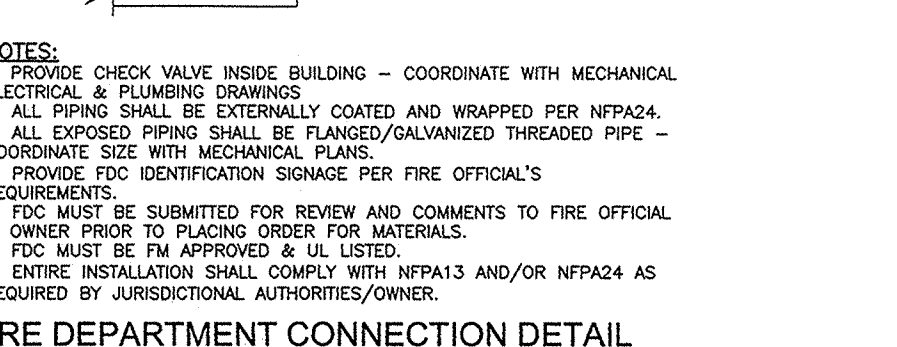 OTES:
PROVIDE CHECK VALVE INSIDE BUILDING – COORDINATE WITH MECHANICAL
LECTRICAL & PLUMBING DRAWINGS
ALL PIPING SHALL BE EXTERNALLY COATED AND WRAPPED PER NFPA24.
ALL EXPOSED PIPING SHALL BE FLANGED/GALVANIZED THREADED PIPE –
OORDINATE SIZE WITH MECHANICAL PLANS.
PROVIDE FDC IDENTIFICATION SIGNAGE PER FIRE OFFICIAL'S
EQUIREMENTS.
FDC MUST BE SUBMITTED FOR REVIEW AND COMMENTS TO FIRE OFFICIAL
OWNER PRIOR TO PLACING ORDER FOR MATERIALS.
FDC MUST BE FM APPROVED & UL LISTED.
ENTIRE INSTALLATION SHALL COMPLY WITH NFPA13 AND/OR NFPA24 AS
EQUIRED BY JURISDICTIONAL AUTHORITIES/OWNER.
RE DEPARTMENT CONNECTION DETAIL